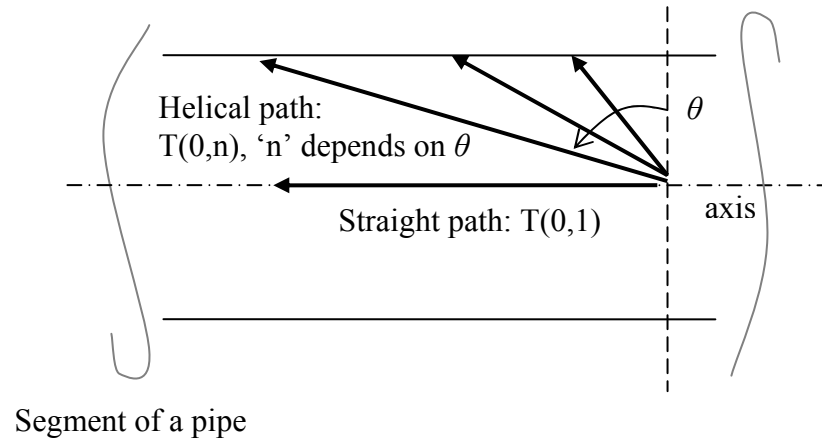 Helical path:
T(0,n), ‘n’ depends on θ
θ
axis
Straight path: T(0,1)
Segment of a pipe